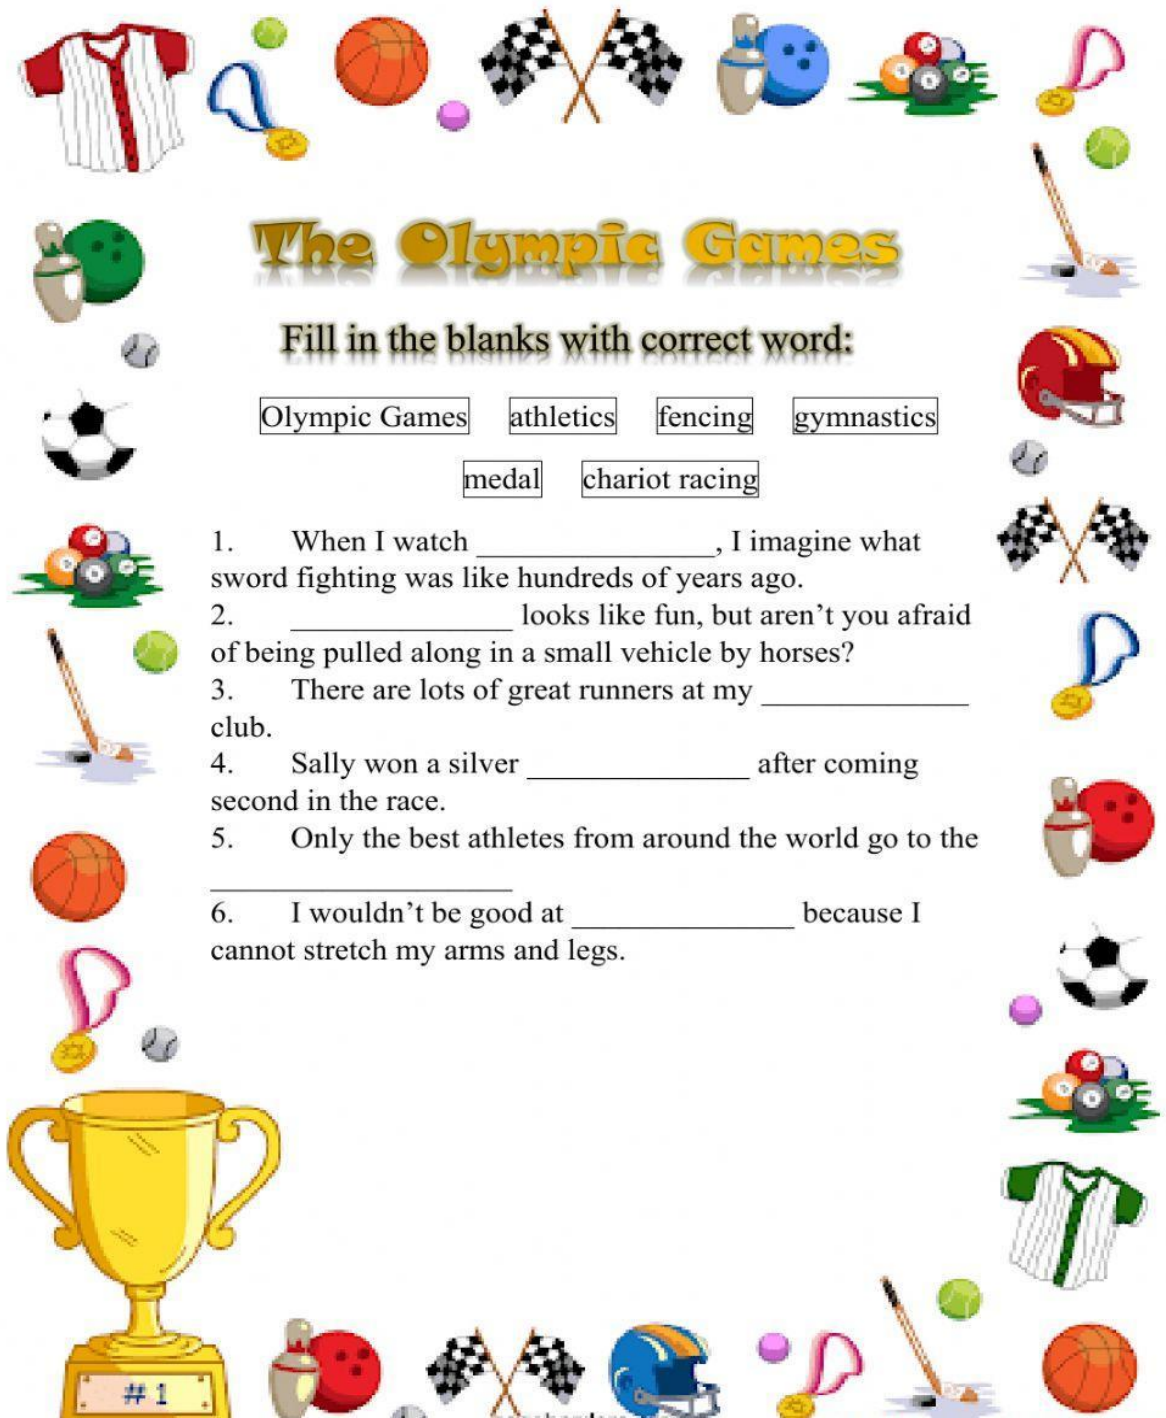 The Olympic Games
Fill in the blanks with correct word:
Olympic Games athletics fencing gymnastics
medal chariot racing
1. When I watch ________________, I imagine what
sword fighting was like hundreds of years ago.
2. _______________ looks like fun, but aren’t you afraid
of being pulled along in a small vehicle by horses?
3. There are lots of great runners at my ______________
club.
4. Sally won a silver _______________ after coming
second in the race.
5. Only the best athletes from around the world go to the
____________________
6. I wouldn’t be good at _______________ because I
cannot stretch my arms and legs.
# 1